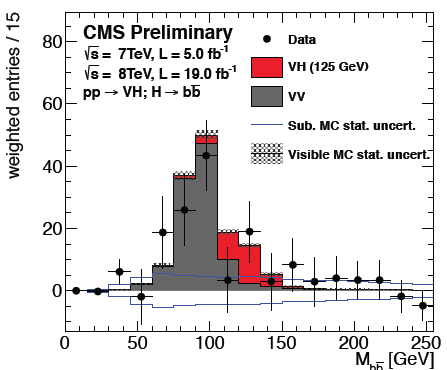 CMS Preliminary
√s = 7TeV, L = 5.0 fb⁻¹
√s = 8TeV, L = 19.0 fb⁻¹
pp → VH; H → bb̅
Data
VH (125 GeV)
VV
Sub. MC stat. uncert.
Visible MC stat. uncert.
weighted entries / 15
80
60
40
20
0
0 50 100 150 200 250
M_bb̅ [GeV]